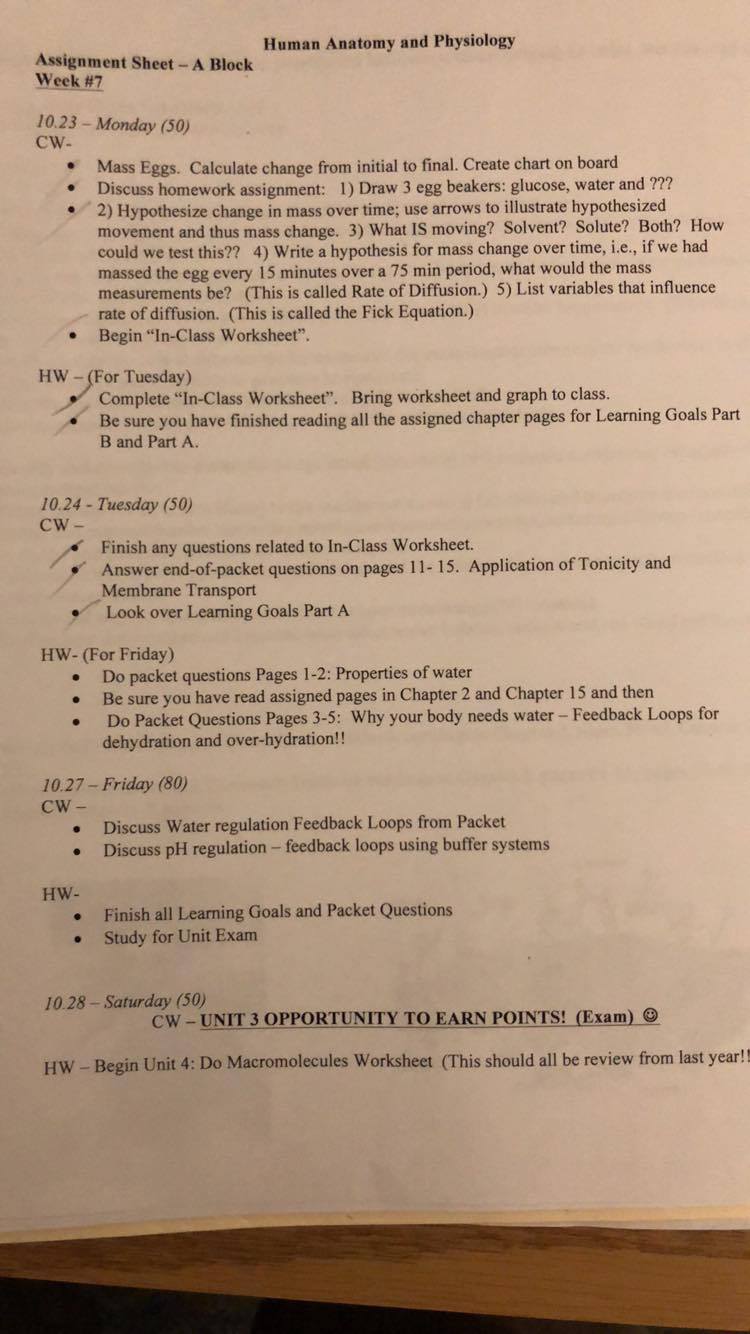 Human Anatomy and Physiology
Assignment Sheet – A Block
Week #7
10.23 – Monday (50)
CW-
• Mass Eggs. Calculate change from initial to final. Create chart on board
• Discuss homework assignment: 1) Draw 3 egg beakers: glucose, water and ???
• 2) Hypothesize change in mass over time; use arrows to illustrate hypothesized
movement and thus mass change. 3) What IS moving? Solvent? Solute? Both? How
could we test this?? 4) Write a hypothesis for mass change over time, i.e., if we had
massed the egg every 15 minutes over a 75 min period, what would the mass
measurements be? (This is called Rate of Diffusion.) 5) List variables that influence
rate of diffusion. (This is called the Fick Equation.)
• Begin “In-Class Worksheet”.
HW – (For Tuesday)
• Complete “In-Class Worksheet”. Bring worksheet and graph to class.
• Be sure you have finished reading all the assigned chapter pages for Learning Goals Part
B and Part A.
10.24 - Tuesday (50)
CW –
• Finish any questions related to In-Class Worksheet.
• Answer end-of-packet questions on pages 11- 15. Application of Tonicity and
Membrane Transport
• Look over Learning Goals Part A
HW- (For Friday)
• Do packet questions Pages 1-2: Properties of water
• Be sure you have read assigned pages in Chapter 2 and Chapter 15 and then
• Do Packet Questions Pages 3-5: Why your body needs water – Feedback Loops for
dehydration and over-hydration!!
10.27 – Friday (80)
CW –
• Discuss Water regulation Feedback Loops from Packet
• Discuss pH regulation – feedback loops using buffer systems
HW-
• Finish all Learning Goals and Packet Questions
• Study for Unit Exam
10.28 – Saturday (50)
CW – UNIT 3 OPPORTUNITY TO EARN POINTS! (Exam) ☺
HW – Begin Unit 4: Do Macromolecules Worksheet (This should all be review from last year!!